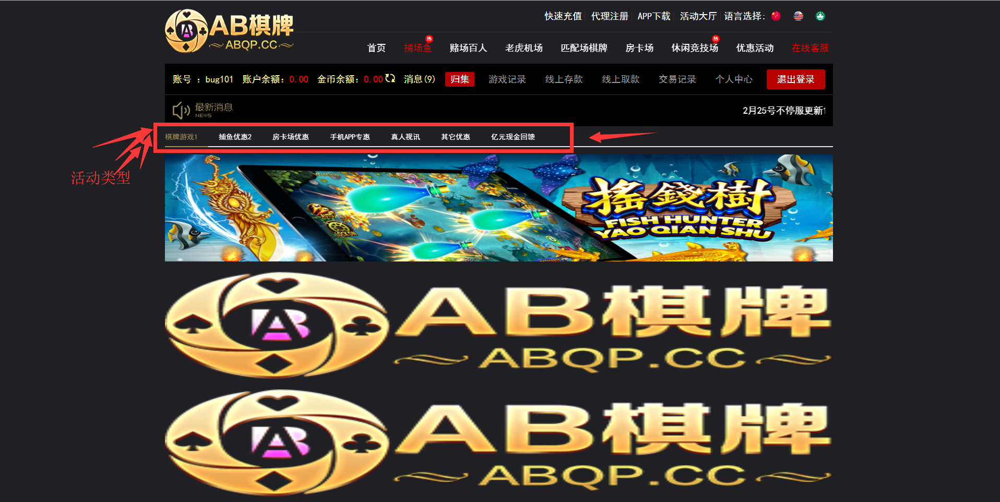 AB棋牌
ABQP.CC
快速充值 代理注册 APP下载 活动大厅 语言选择:
热 热
首页 捕场鱼 赌场百人 老虎机场 匹配场棋牌 房卡场 休闲竞技场 优惠活动 在线客服
账号 : bug101 账户余额: 0.00 金币余额: 0.00 消息(9) 归集 游戏记录 线上存款 线上取款 交易记录 个人中心 退出登录
最新消息
NEWS
2月25号不停服更新1
棋牌游戏1 捕鱼优惠2 房卡场优惠 手机APP专惠 真人视讯 其它优惠 亿元现金回馈
活动类型
搖錢樹
FISH HUNTER
YAO QIAN SHU
AUTO
LOCK ON
AB棋牌
ABQP.CC
AB棋牌
ABQP.CC